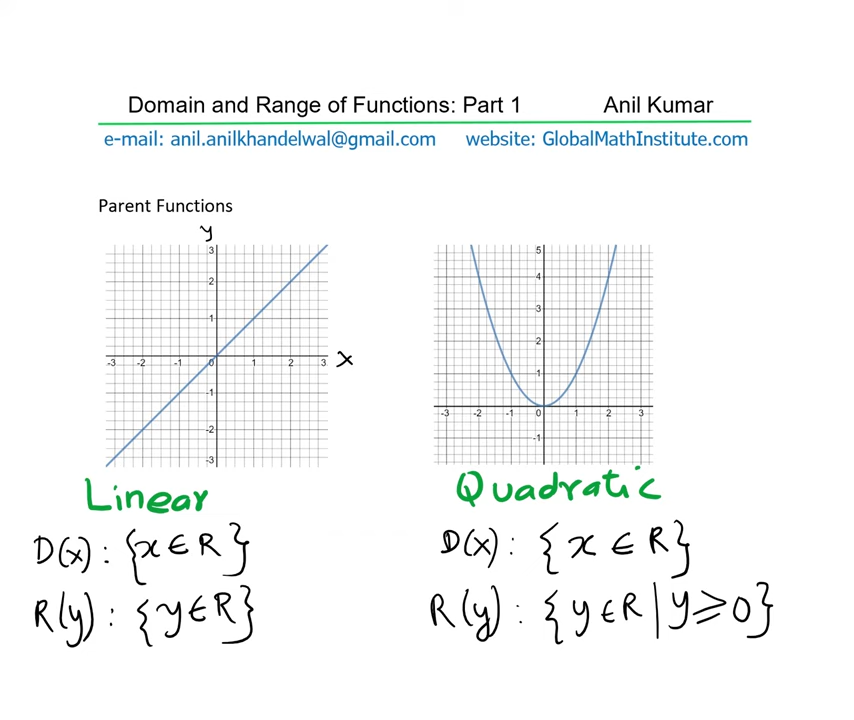 Domain and Range of Functions: Part 1 Anil Kumar
e-mail: anil.anilkhandelwal@gmail.com website: GlobalMathInstitute.com
Parent Functions
y
3
2
1
-3 -2 -1 0 1 2 3 x
-1
-2
-3
5
4
3
2
1
-3 -2 -1 0 1 2 3
-1
Linear
D(x) : {x ∈ R}
R(y) : {y ∈ R}
Quadratic
D(x) : {x ∈ R}
R(y) : {y ∈ R | y ≥ 0}